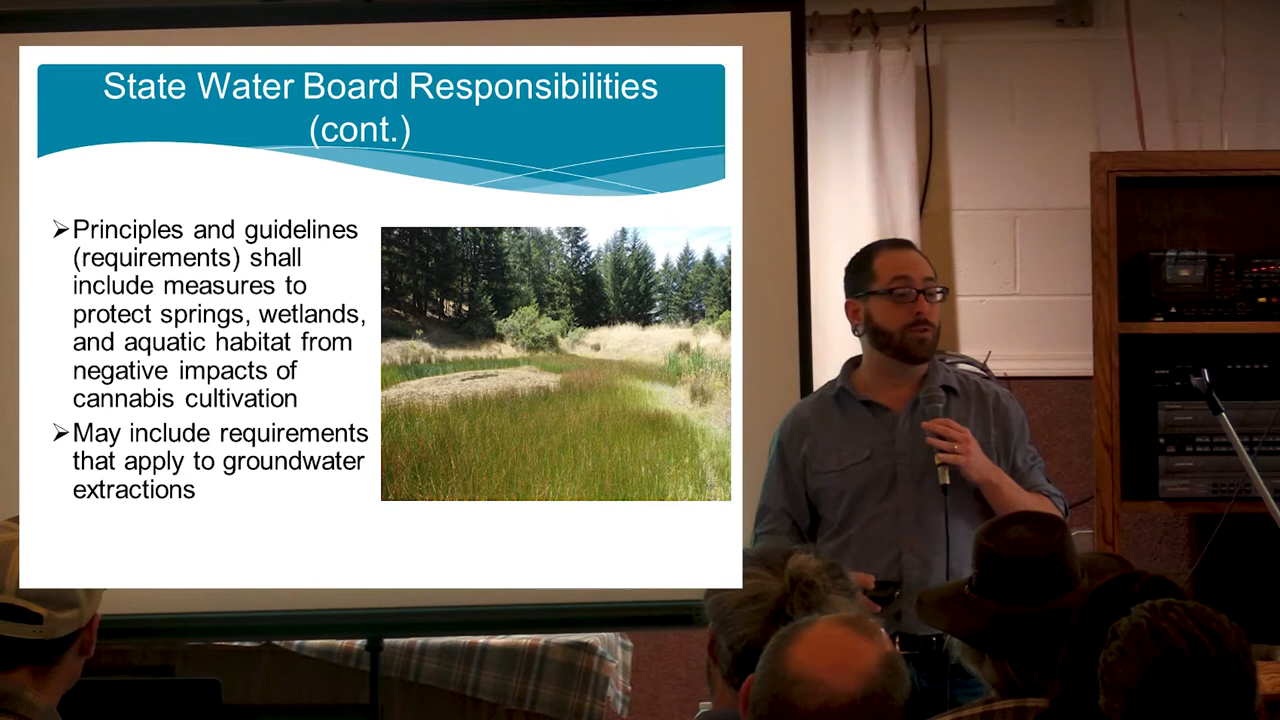 State Water Board Responsibilities
(cont.)
➢Principles and guidelines
(requirements) shall
include measures to
protect springs, wetlands,
and aquatic habitat from
negative impacts of
cannabis cultivation
➢May include requirements
that apply to groundwater
extractions